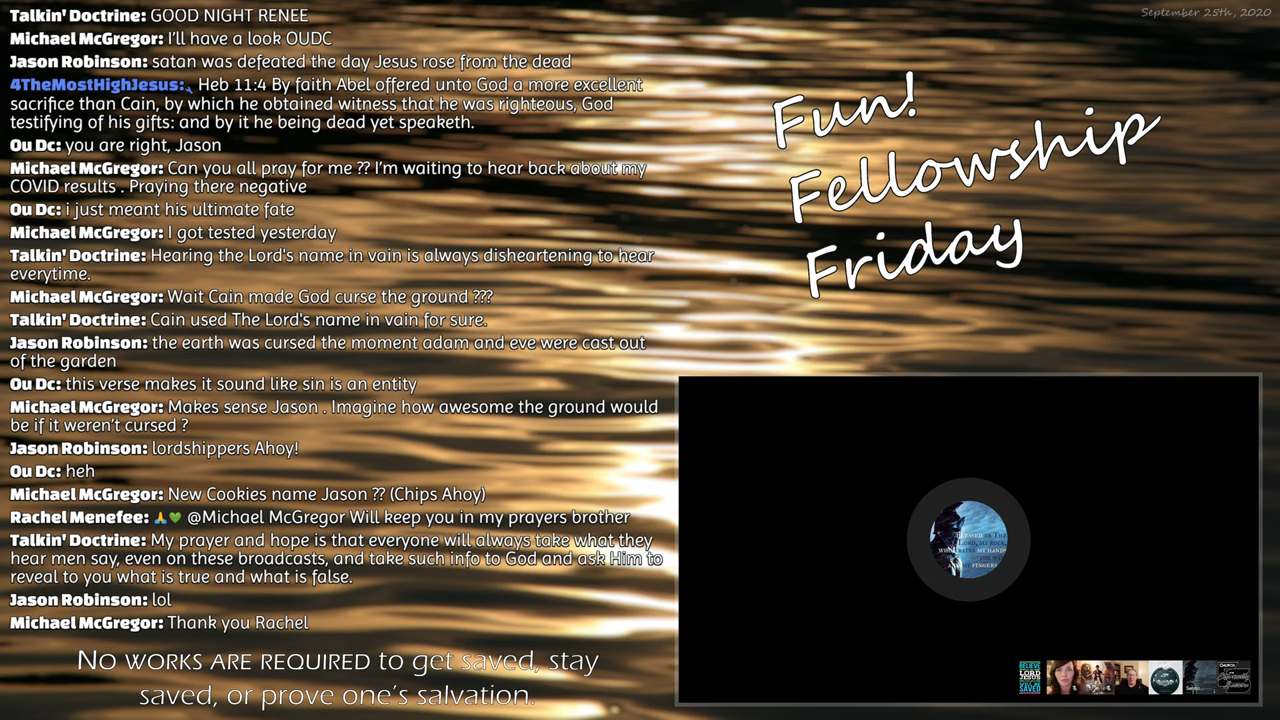 Talkin' Doctrine: GOOD NIGHT RENEE
Michael McGregor: I'll have a look OUDC
Jason Robinson: satan was defeated the day Jesus rose from the dead
4TheMostHighJesus: Heb 11:4 By faith Abel offered unto God a more excellent
sacrifice than Cain, by which he obtained witness that he was righteous, God
testifying of his gifts: and by it he being dead yet speaketh.
Ou Dc: you are right, Jason
Michael McGregor: Can you all pray for me ?? I'm waiting to hear back about my
COVID results . Praying there negative
Ou Dc: i just meant his ultimate fate
Michael McGregor: I got tested yesterday
Talkin' Doctrine: Hearing the Lord's name in vain is always disheartening to hear
everytime.
Michael McGregor: Wait Cain made God curse the ground ???
Talkin' Doctrine: Cain used The Lord's name in vain for sure.
Jason Robinson: the earth was cursed the moment adam and eve were cast out
of the garden
Ou Dc: this verse makes it sound like sin is an entity
Michael McGregor: Makes sense Jason . Imagine how awesome the ground would
be if it weren't cursed ?
Jason Robinson: lordshippers Ahoy!
Ou Dc: heh
Michael McGregor: New Cookies name Jason ?? (Chips Ahoy)
Rachel Menefee: 🙏💚 @Michael McGregor Will keep you in my prayers brother
Talkin' Doctrine: My prayer and hope is that everyone will always take what they
hear men say, even on these broadcasts, and take such info to God and ask Him to
reveal to you what is true and what is false.
Jason Robinson: lol
Michael McGregor: Thank you Rachel
No works are required to get saved, stay
saved, or prove one's salvation.
September 25th, 2020
Fun!
Fellowship
Friday
Blessed be the
Lord, my rock,
my hands
fingers
BELIEVE
LORD
JESUS
SAVED
CHURCH